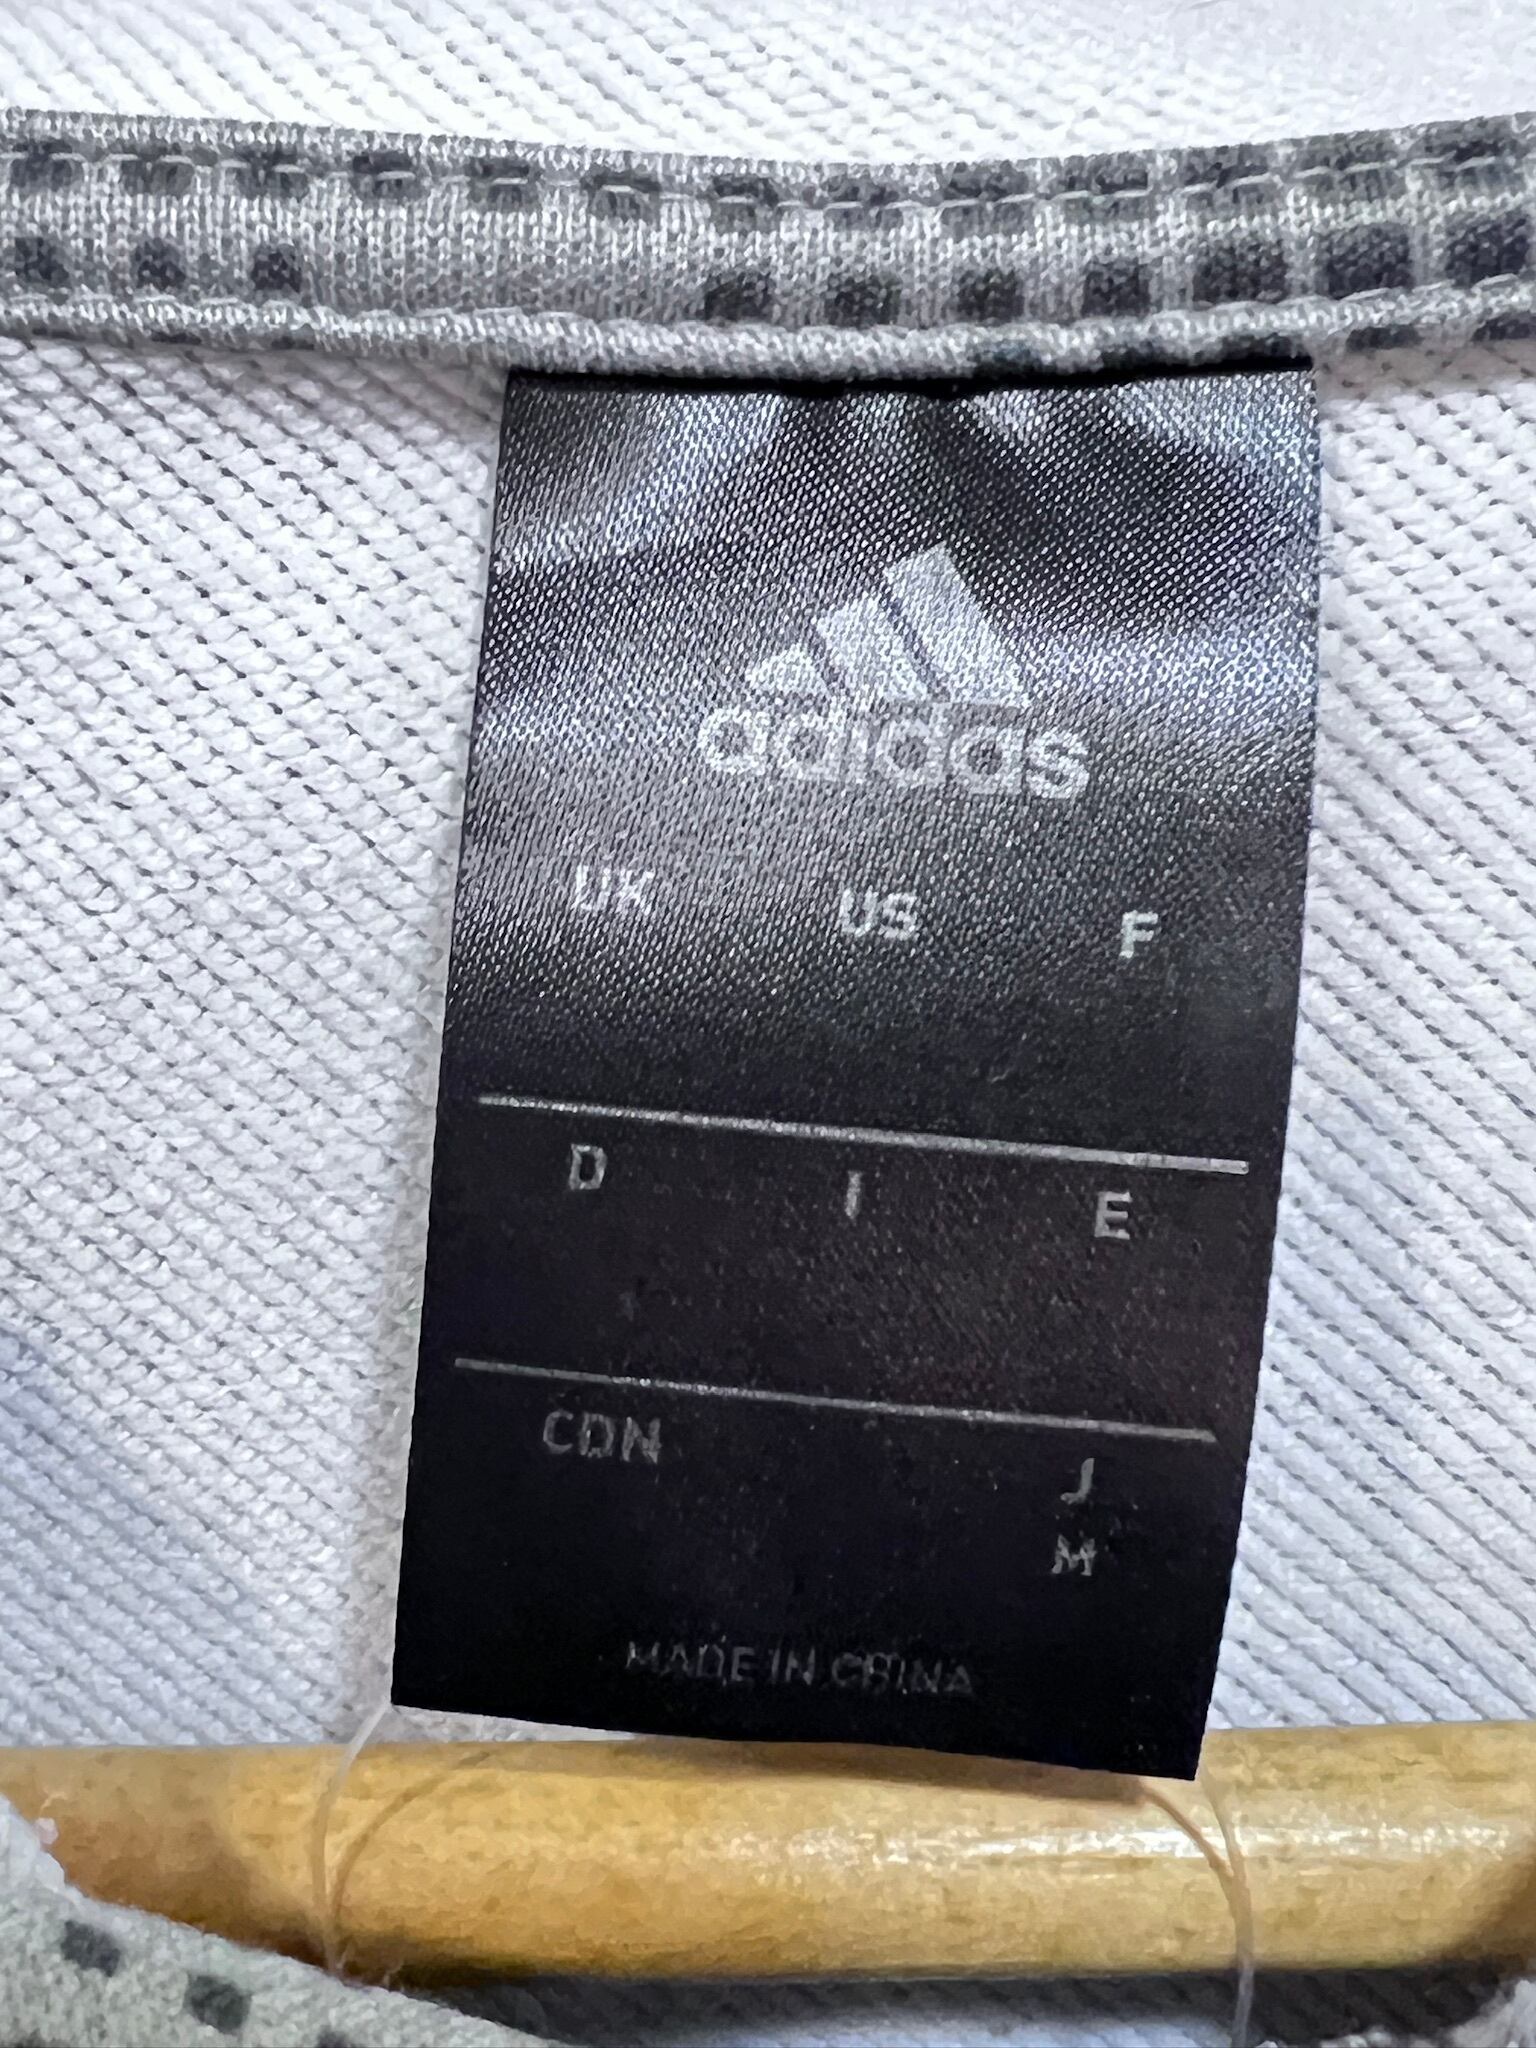 adidas
UK US F
D I E
CDN J
M
MADE IN CHINA